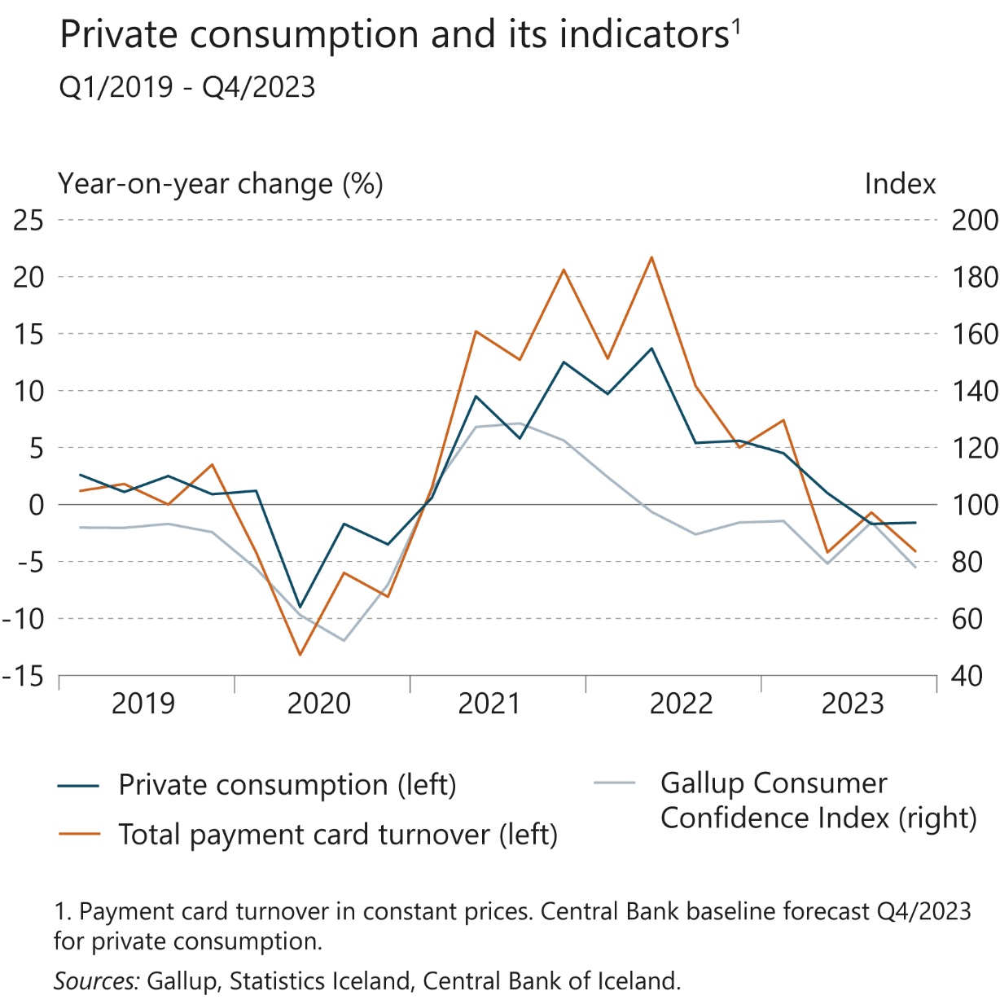 Private consumption and its indicators¹
Q1/2019 - Q4/2023
Year-on-year change (%)
Index
25
200
20
180
15
160
10
140
5
120
0
100
-5
80
-10
60
-15
40
2019
2020
2021
2022
2023
Private consumption (left)
Total payment card turnover (left)
Gallup Consumer
Confidence Index (right)
1. Payment card turnover in constant prices. Central Bank baseline forecast Q4/2023
for private consumption.
Sources: Gallup, Statistics Iceland, Central Bank of Iceland.